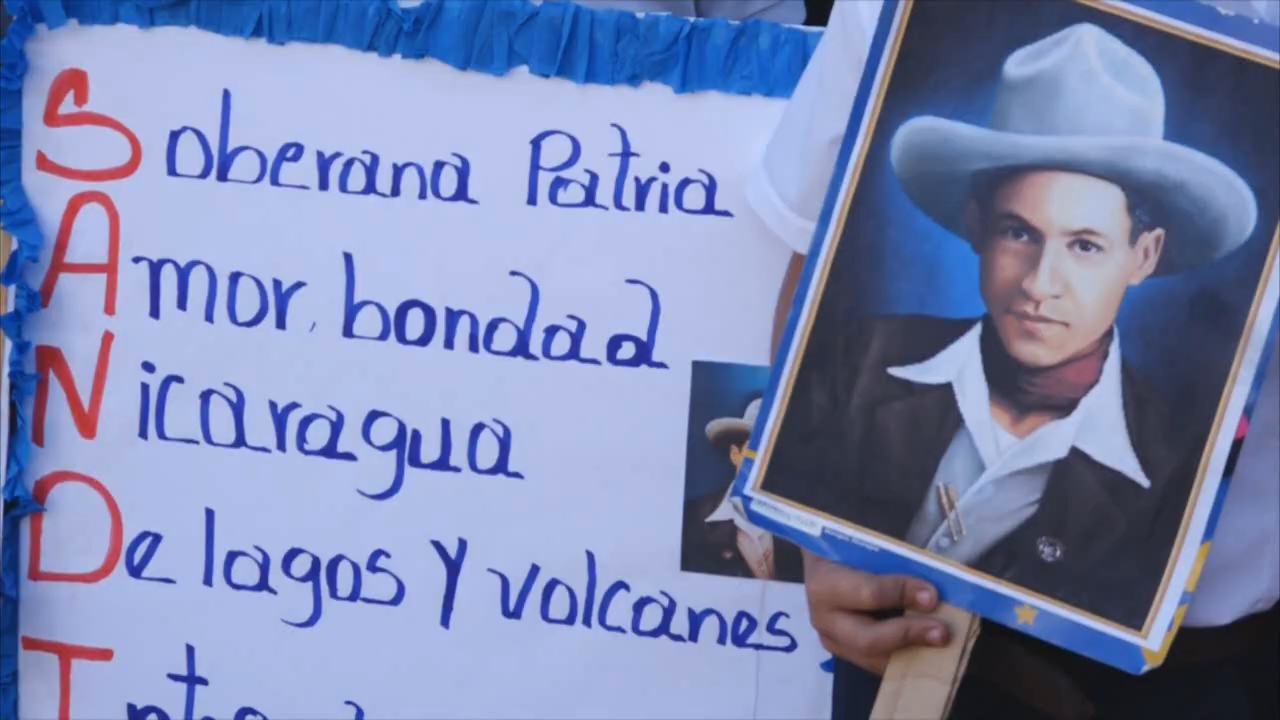 Soberana Patria
Amor, bondad
Nicaragua
De lagos Y volcanes